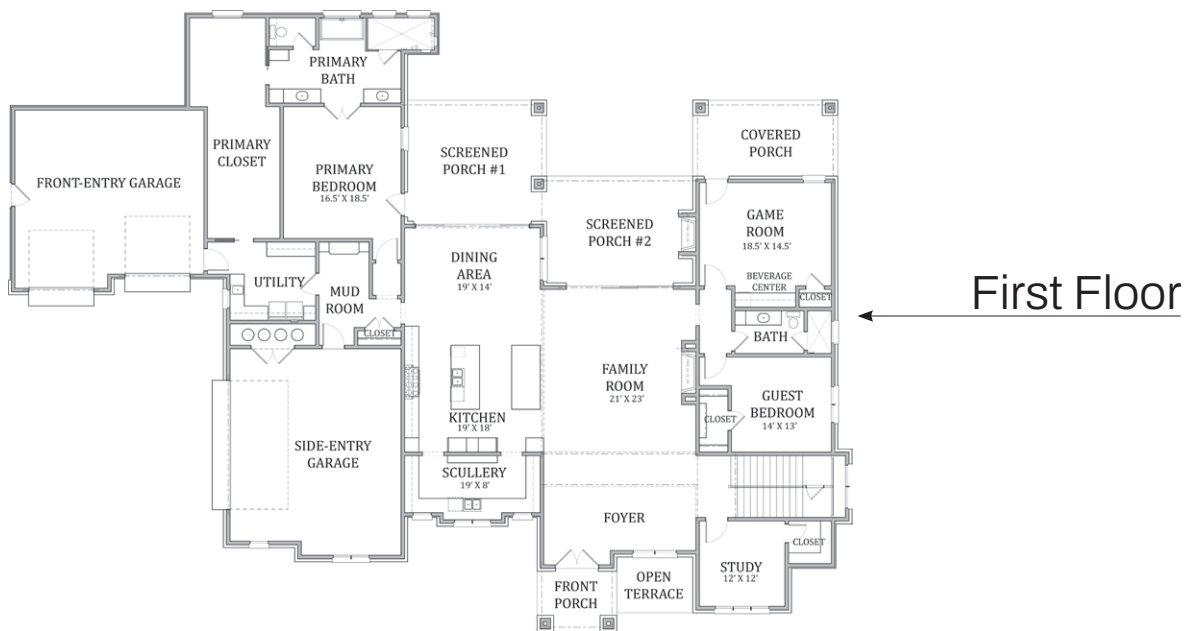 PRIMARY
BATH
PRIMARY
CLOSET
FRONT-ENTRY GARAGE
PRIMARY
BEDROOM
16.5' X 18.5'
SCREENED
PORCH #1
COVERED
PORCH
SCREENED
PORCH #2
GAME
ROOM
18.5' X 14.5'
BEVERAGE
CENTER
CLOSET
First Floor
DINING
AREA
19' X 14'
UTILITY
MUD
ROOM
CLOSET
BATH
FAMILY
ROOM
21' X 23'
GUEST
BEDROOM
14' X 13'
CLOSET
KITCHEN
19' X 18'
SIDE-ENTRY
GARAGE
SCULLERY
19' X 8'
FOYER
CLOSET
STUDY
12' X 12'
FRONT
PORCH
OPEN
TERRACE